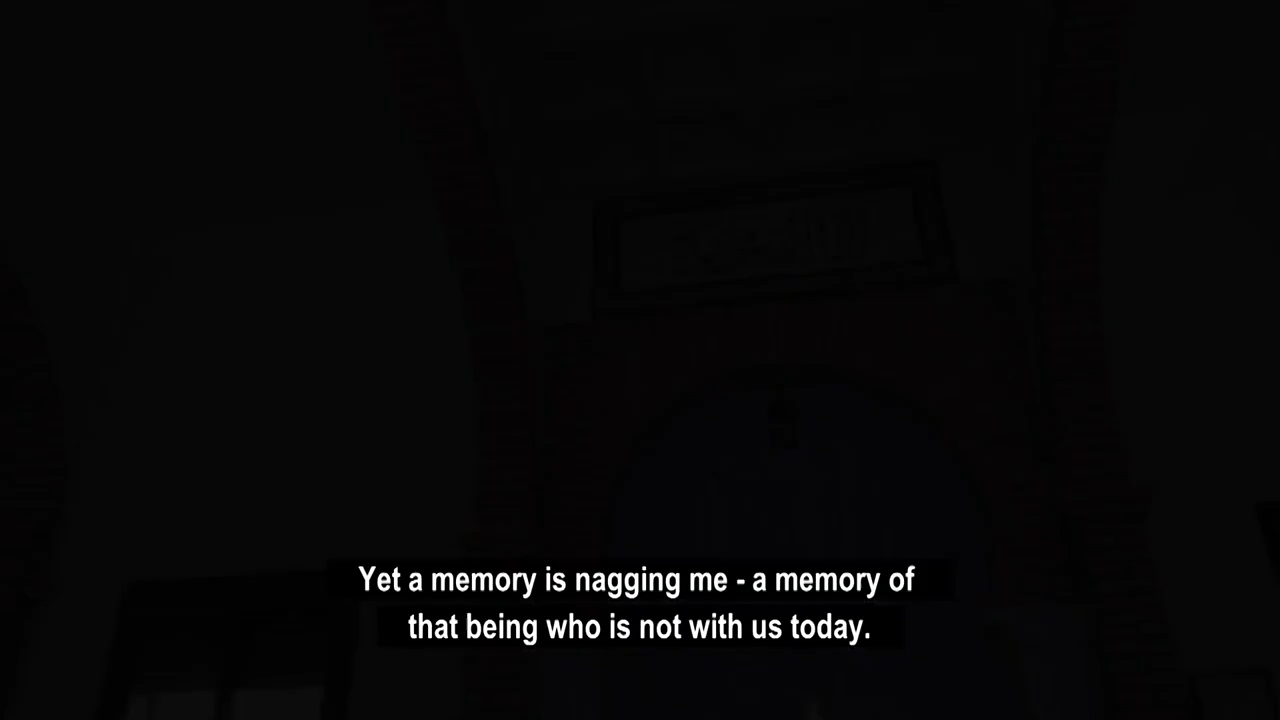 Yet a memory is nagging me - a memory of
that being who is not with us today.